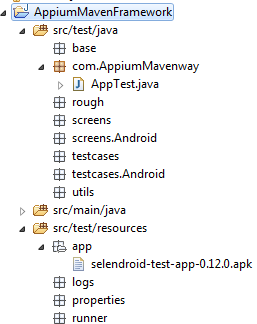 AppiumMavenFramework
src/test/java
base
com.AppiumMavenway
AppTest.java
rough
screens
screens.Android
testcases
testcases.Android
utils
src/main/java
src/test/resources
app
selendroid-test-app-0.12.0.apk
logs
properties
runner